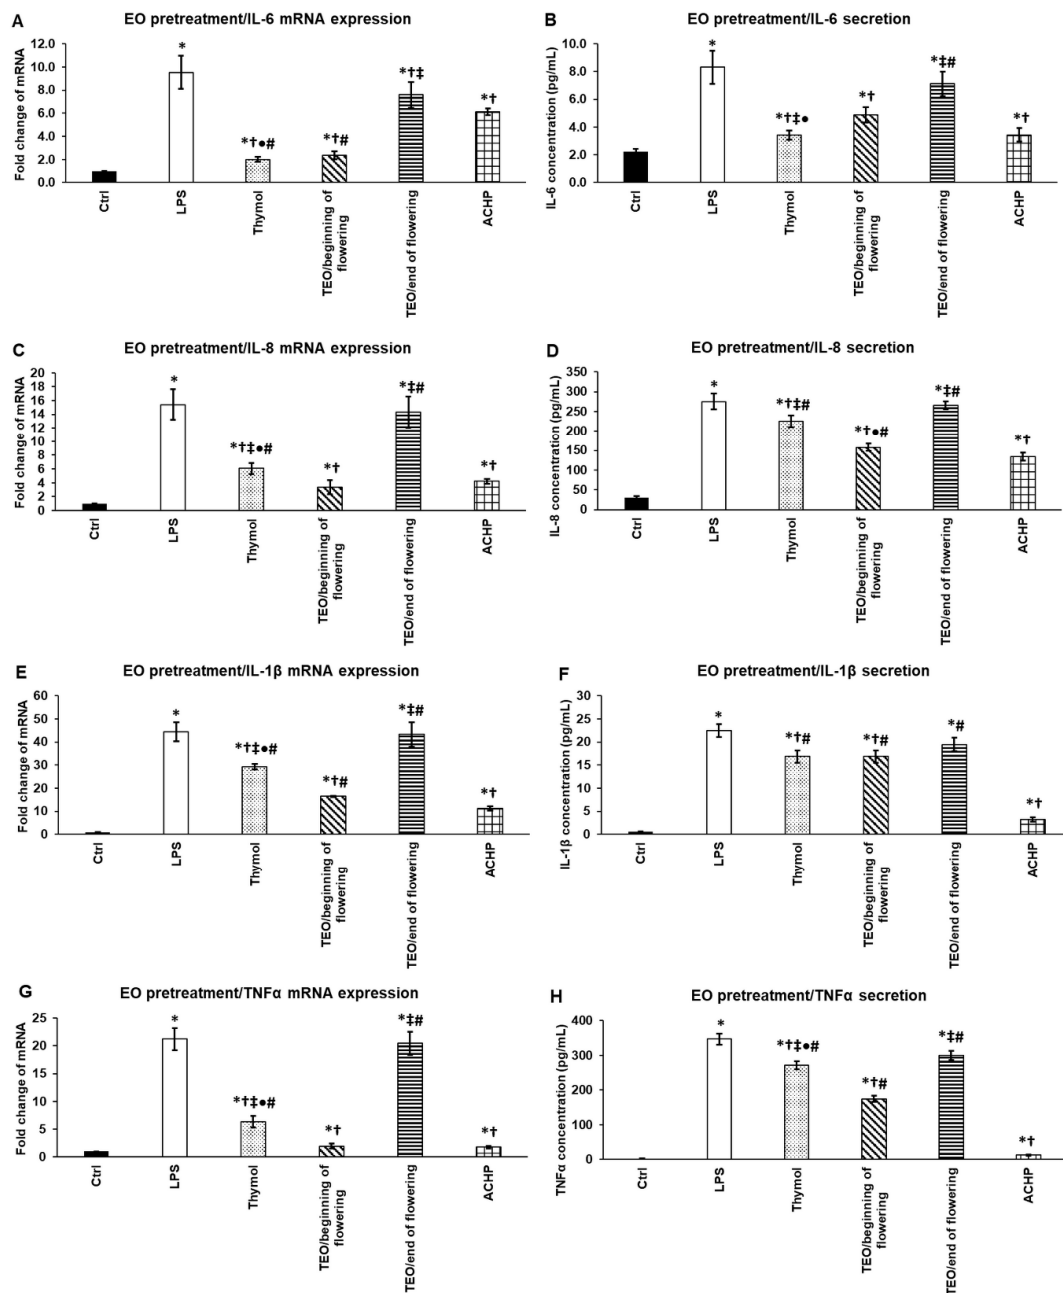 A
EO pretreatment/IL-6 mRNA expression
Fold change of mRNA
12.0
10.0
8.0
6.0
4.0
2.0
0.0
*
*†●#
*†#
*†‡
*†
Ctrl
LPS
Thymol
TEO/beginning of
flowering
TEO/end of flowering
ACHP
B
EO pretreatment/IL-6 secretion
IL-6 concentration (pg/mL)
10.0
8.0
6.0
4.0
2.0
0.0
*
*†‡●
*†
*‡#
*†
Ctrl
LPS
Thymol
TEO/beginning of
flowering
TEO/end of flowering
ACHP
C
EO pretreatment/IL-8 mRNA expression
Fold change of mRNA
20
18
16
14
12
10
8
6
4
2
0
*
*†‡●#
*†
*‡#
*†
Ctrl
LPS
Thymol
TEO/beginning of
flowering
TEO/end of flowering
ACHP
D
EO pretreatment/IL-8 secretion
IL-8 concentration (pg/mL)
350
300
250
200
150
100
50
0
*
*†‡#
*†●#
*‡#
*†
Ctrl
LPS
Thymol
TEO/beginning of
flowering
TEO/end of flowering
ACHP
E
EO pretreatment/IL-1β mRNA expression
Fold change of mRNA
60
50
40
30
20
10
0
*
*†‡●#
*†#
*‡#
*†
Ctrl
LPS
Thymol
TEO/beginning of
flowering
TEO/end of flowering
ACHP
F
EO pretreatment/IL-1β secretion
IL-1β concentration (pg/mL)
30
25
20
15
10
5
0
*
*†#
*†#
*#
*†
Ctrl
LPS
Thymol
TEO/beginning of
flowering
TEO/end of flowering
ACHP
G
EO pretreatment/TNFα mRNA expression
Fold change of mRNA
25
20
15
10
5
0
*
*†‡●#
*†
*‡#
*†
Ctrl
LPS
Thymol
TEO/beginning of
flowering
TEO/end of flowering
ACHP
H
EO pretreatment/TNFα secretion
TNFα concentration (pg/mL)
400
300
200
100
0
*
*†‡●#
*†#
*‡#
*†
Ctrl
LPS
Thymol
TEO/beginning of
flowering
TEO/end of flowering
ACHP